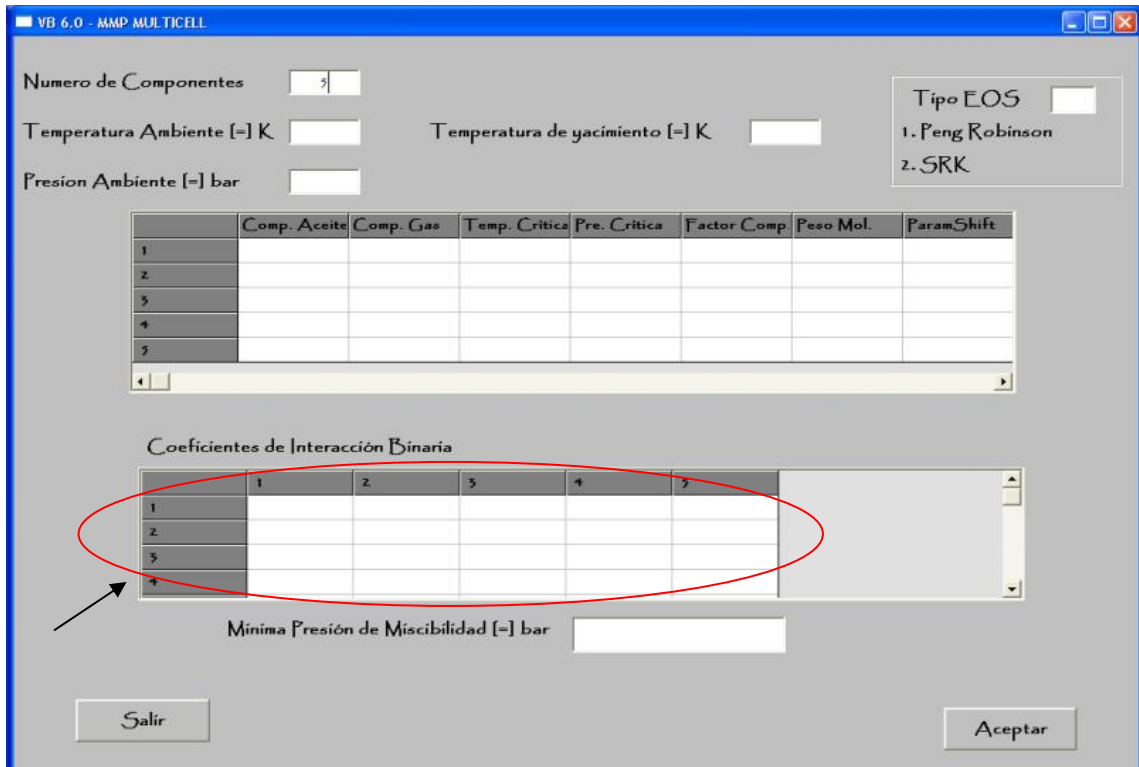 VB 6.0 - MMP MULTICELL
Numero de Componentes 5
Tipo EOS
Temperatura Ambiente [=] K Temperatura de yacimiento [=] K
1. Peng Robinson
Presion Ambiente [=] bar
2. SRK
Comp. Aceite Comp. Gas Temp. Critica Pre. Critica Factor Comp. Peso Mol. ParamShift
1
2
3
4
5
Coeficientes de Interacción Binaria
1 2 3 4 5
1
2
3
4
Mínima Presión de Miscibilidad [=] bar
Salir
Aceptar